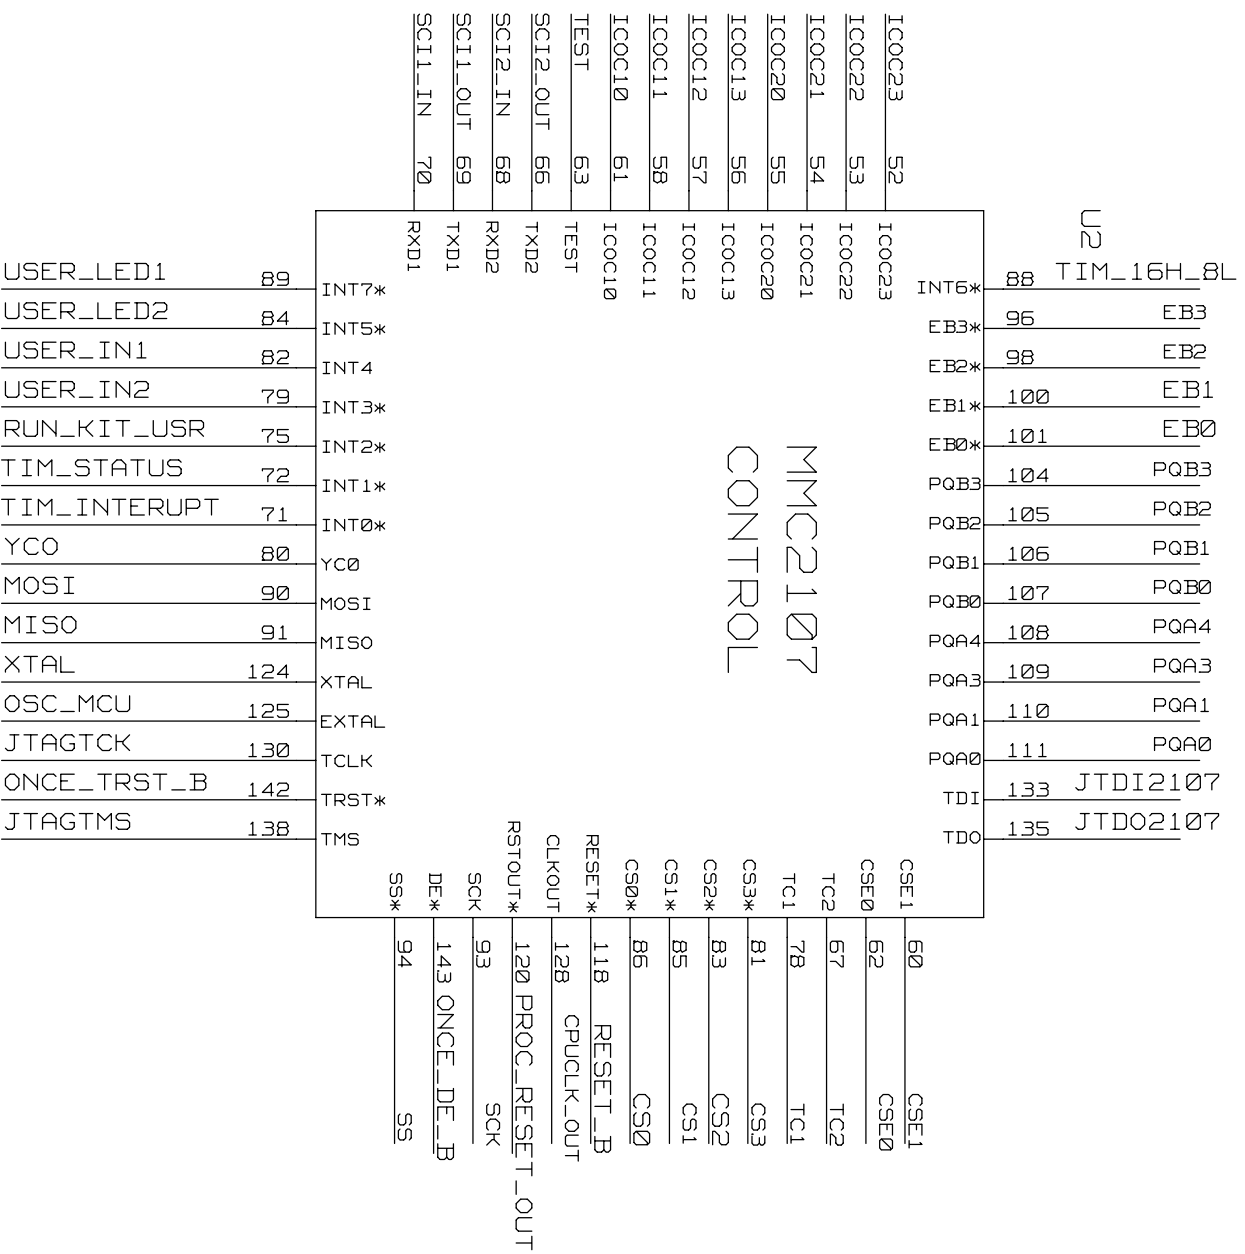 SCI1_IN 70 RXD1
SCI1_OUT 69 TXD1
SCI2_IN 68 RXD2
SCI2_OUT 66 TXD2
TEST 63 TEST
ICOC10 61 ICOC10
ICOC11 58 ICOC11
ICOC12 57 ICOC12
ICOC13 56 ICOC13
ICOC20 55 ICOC20
ICOC21 54 ICOC21
ICOC22 53 ICOC22
ICOC23 52 ICOC23
U2
USER_LED1 89 INT7*
USER_LED2 84 INT5*
USER_IN1 82 INT4
USER_IN2 79 INT3*
RUN_KIT_USR 75 INT2*
TIM_STATUS 72 INT1*
TIM_INTERUPT 71 INT0*
YCO 80 YC0
MOSI 90 MOSI
MISO 91 MISO
XTAL 124 XTAL
OSC_MCU 125 EXTAL
JTAGTCK 130 TCLK
ONCE_TRST_B 142 TRST*
JTAGTMS 138 TMS
MMC2107
CONTROL
INT6* 88 TIM_16H_8L
EB3* 96 EB3
EB2* 98 EB2
EB1* 100 EB1
EB0* 101 EB0
PQB3 104 PQB3
PQB2 105 PQB2
PQB1 106 PQB1
PQB0 107 PQB0
PQA4 108 PQA4
PQA3 109 PQA3
PQA1 110 PQA1
PQA0 111 PQA0
TDI 133 JTDI2107
TDO 135 JTDO2107
SS* 94 SS
DE* 143 ONCE_DE_B
SCK 93 SCK
RSTOUT* 120 PROC_RESET_OUT
CLKOUT 128 CPUCLK_OUT
RESET* 118 RESET_B
CS0* 86 CS0
CS1* 85 CS1
CS2* 83 CS2
CS3* 81 CS3
TC1 78 TC1
TC2 67 TC2
CSE0 62 CSE0
CSE1 60 CSE1